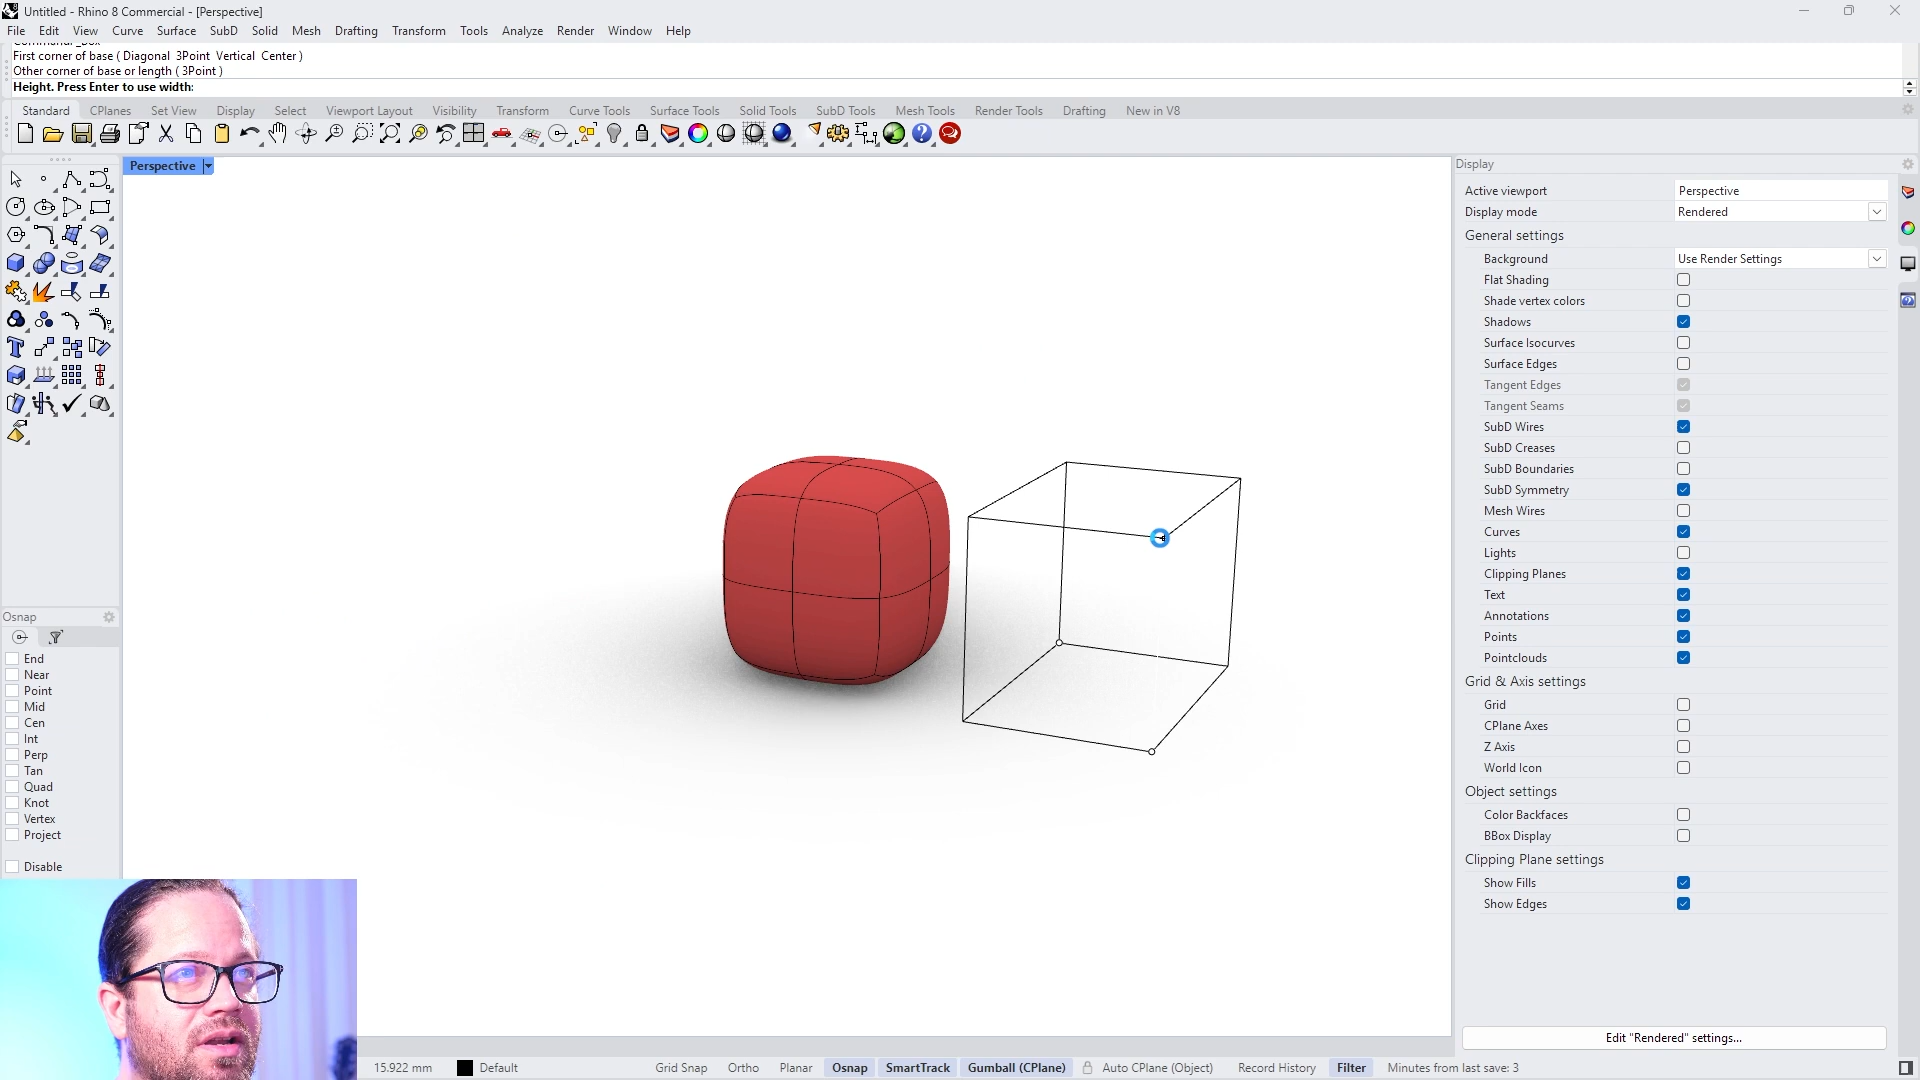 Untitled - Rhino 8 Commercial - [Perspective]
File Edit View Curve Surface SubD Solid Mesh Drafting Transform Tools Analyze Render Window Help
First corner of base ( Diagonal 3Point Vertical Center )
Other corner of base or length ( 3Point )
Height. Press Enter to use width:
Standard CPlanes Set View Display Select Viewport Layout Visibility Transform Curve Tools Surface Tools Solid Tools SubD Tools Mesh Tools Render Tools Drafting New in V8
Perspective
Display
Active viewport Perspective
Display mode Rendered
General settings
Background Use Render Settings
Flat Shading
Shade vertex colors
Shadows
Surface Isocurves
Surface Edges
Tangent Edges
Tangent Seams
SubD Wires
SubD Creases
SubD Boundaries
SubD Symmetry
Mesh Wires
Curves
Lights
Clipping Planes
Text
Annotations
Points
Pointclouds
Grid & Axis settings
Grid
CPlane Axes
Z Axis
World Icon
Object settings
Color Backfaces
BBox Display
Clipping Plane settings
Show Fills
Show Edges
Edit "Rendered" settings...
Osnap
End
Near
Point
Mid
Cen
Int
Perp
Tan
Quad
Knot
Vertex
Project
Disable
15.922 mm Default Grid Snap Ortho Planar Osnap SmartTrack Gumball (CPlane) Auto CPlane (Object) Record History Filter Minutes from last save: 3